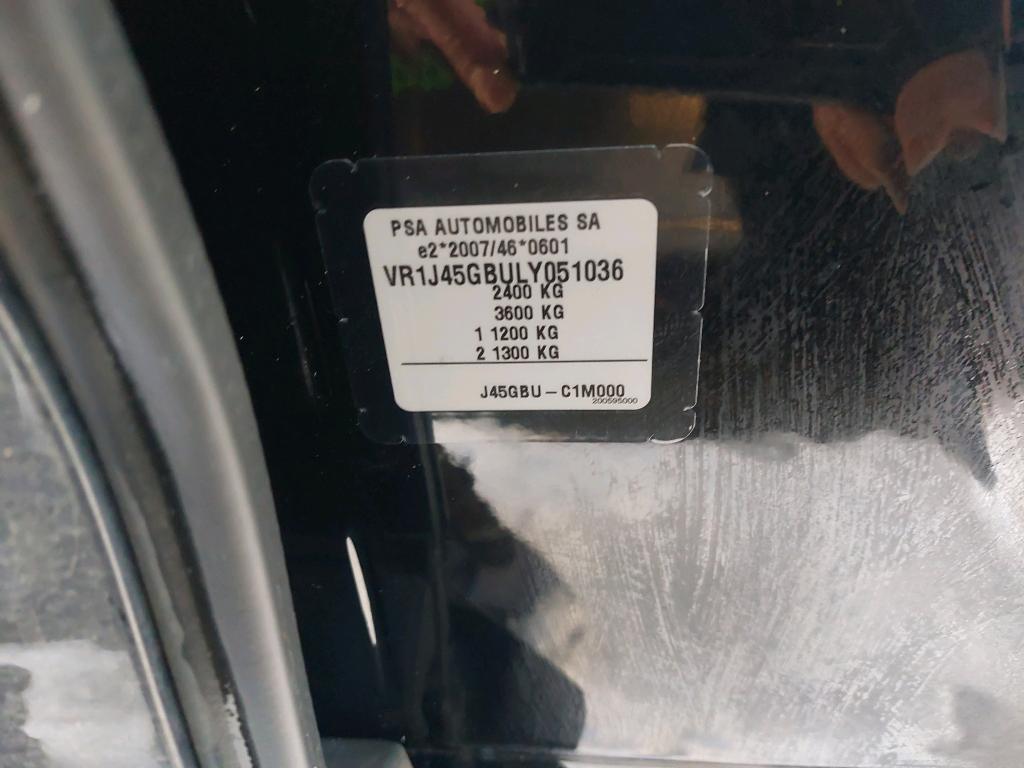 PSA AUTOMOBILES SA
e2*2007/46*0601
VR1J45GBULY051036
2400 KG
3600 KG
1 1200 KG
2 1300 KG
J45GBU – C1M000
200595000